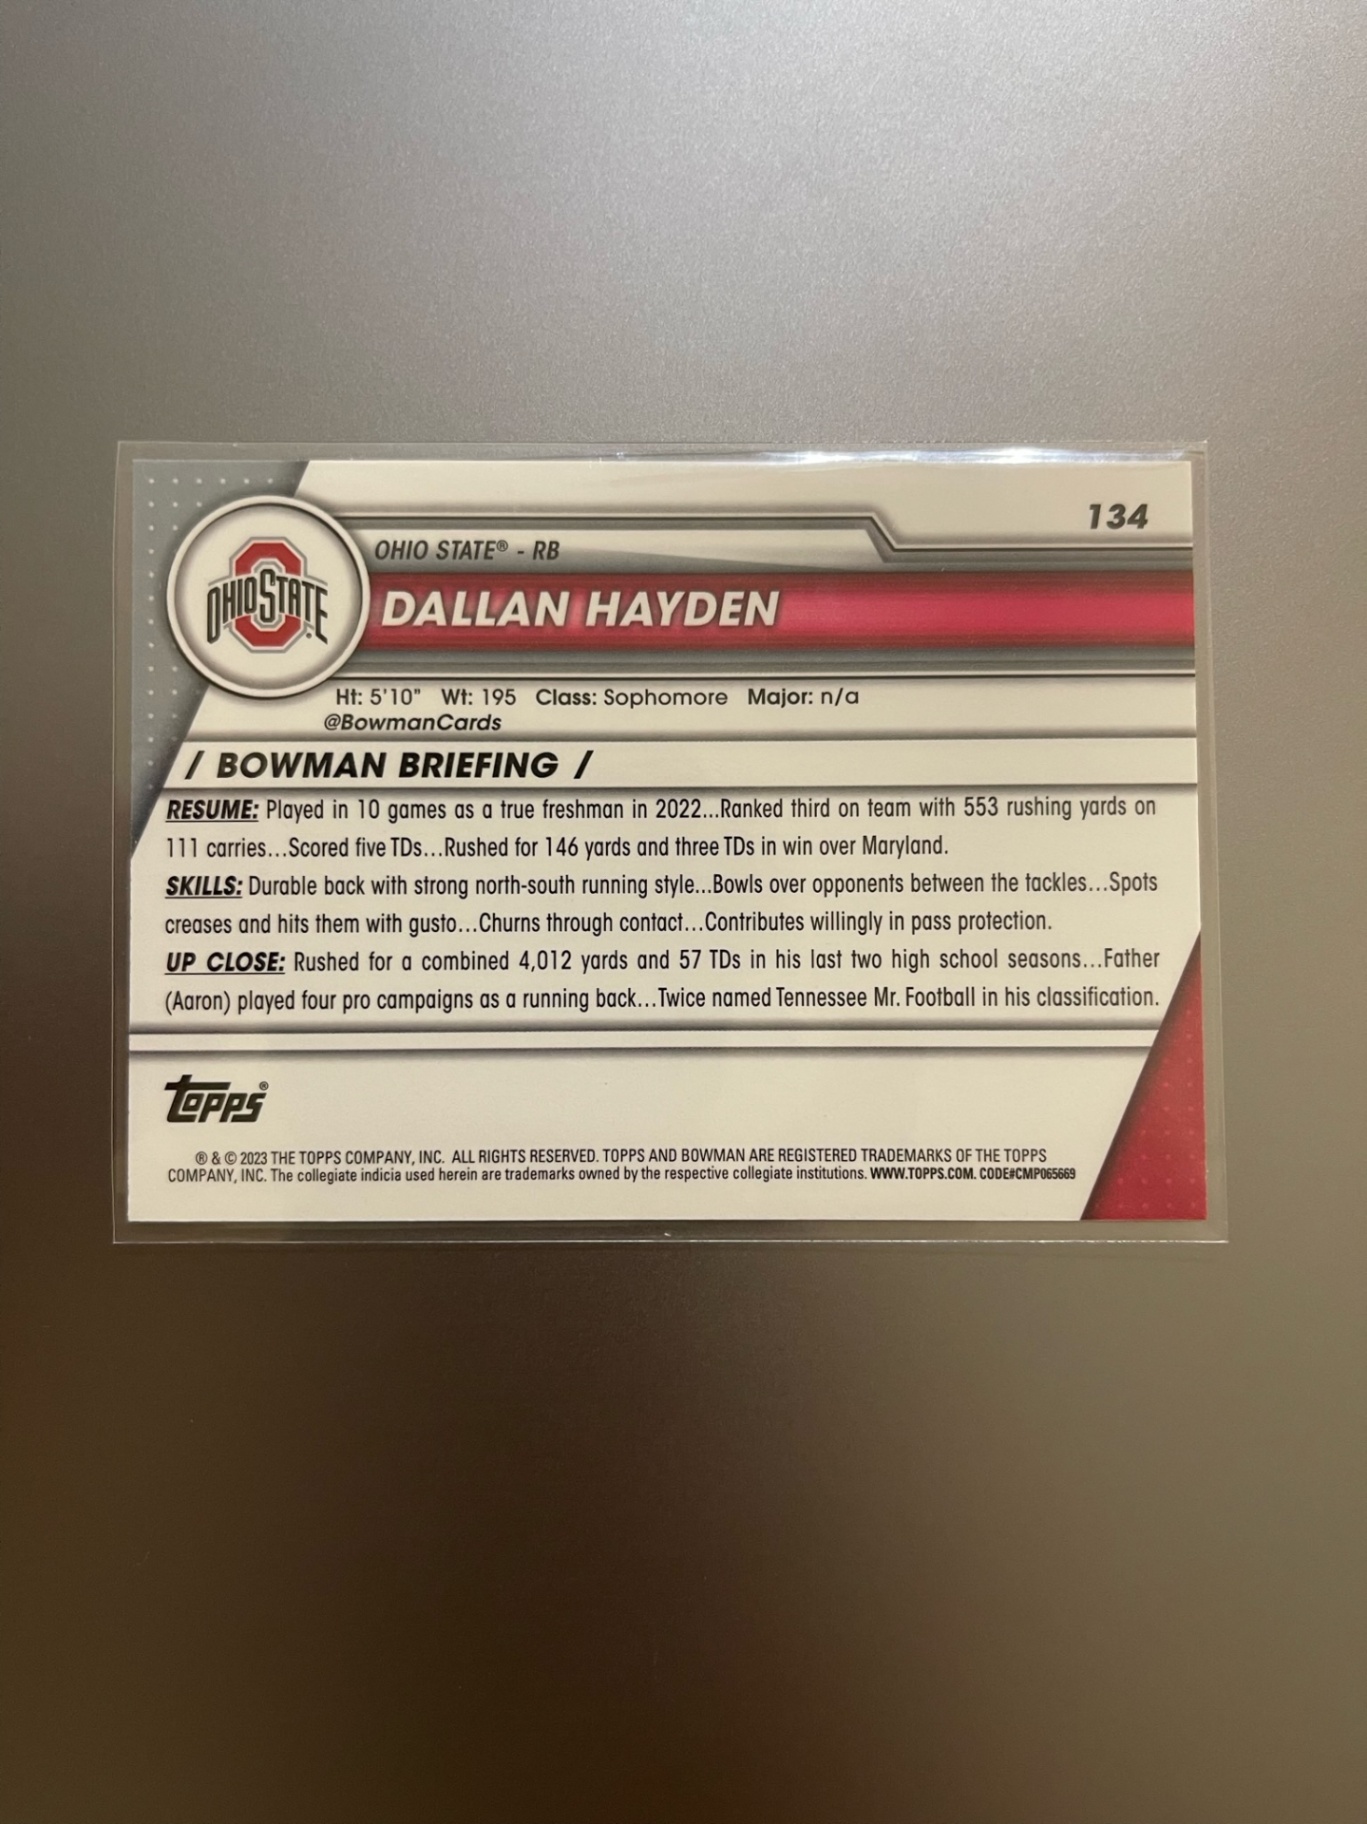 134
OHIO STATE® - RB
OHIO STATE
DALLAN HAYDEN
Ht: 5'10" Wt: 195 Class: Sophomore Major: n/a
@BowmanCards
/ BOWMAN BRIEFING /
RESUME: Played in 10 games as a true freshman in 2022...Ranked third on team with 553 rushing yards on
111 carries...Scored five TDs...Rushed for 146 yards and three TDs in win over Maryland.
SKILLS: Durable back with strong north-south running style...Bowls over opponents between the tackles...Spots
creases and hits them with gusto...Churns through contact...Contributes willingly in pass protection.
UP CLOSE: Rushed for a combined 4,012 yards and 57 TDs in his last two high school seasons...Father
(Aaron) played four pro campaigns as a running back...Twice named Tennessee Mr. Football in his classification.
topps®
® & © 2023 THE TOPPS COMPANY, INC. ALL RIGHTS RESERVED. TOPPS AND BOWMAN ARE REGISTERED TRADEMARKS OF THE TOPPS
COMPANY, INC. The collegiate indicia used herein are trademarks owned by the respective collegiate institutions. WWW.TOPPS.COM. CODE#CMP065669